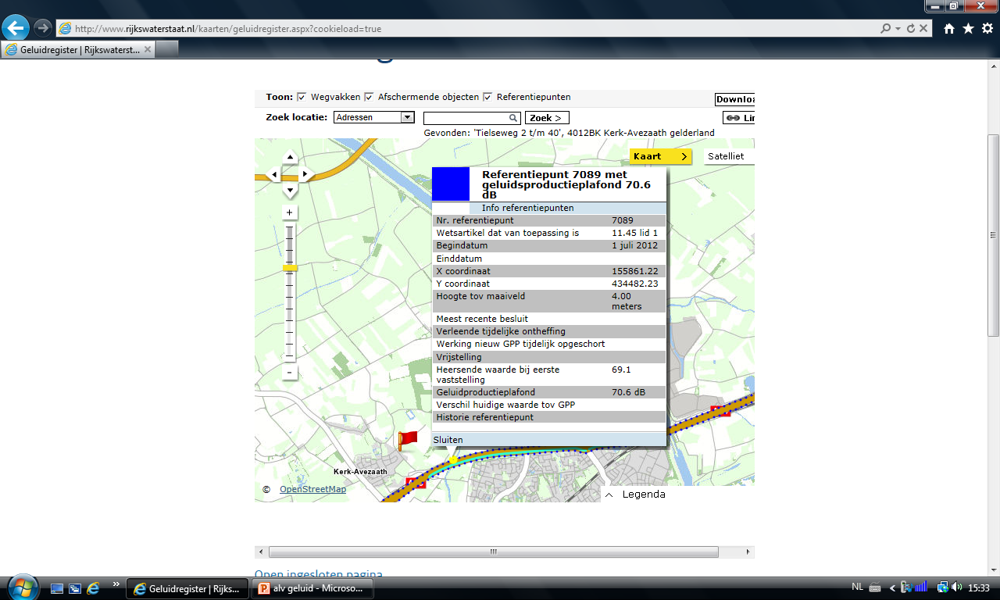 http://www.rijkswaterstaat.nl/kaarten/geluidregister.aspx?cookieload=true
Geluidregister | Rijkswaterst...
Toon: Wegvakken Afschermende objecten Referentiepunten
Downloa
Zoek locatie: Adressen Zoek > Lin
Gevonden: 'Tielseweg 2 t/m 40', 4012BK Kerk-Avezaath gelderland
Kaart > Satelliet
Referentiepunt 7089 met
geluidsproductieplafond 70.6
dB
Info referentiepunten
Nr. referentiepunt 7089
Wetsartikel dat van toepassing is 11.45 lid 1
Begindatum 1 juli 2012
Einddatum
X coordinaat 155861.22
Y coordinaat 434482.23
Hoogte tov maaiveld 4.00
meters
Meest recente besluit
Verleende tijdelijke ontheffing
Werking nieuw GPP tijdelijk opgeschort
Vrijstelling
Heersende waarde bij eerste 69.1
vaststelling
Geluidproductieplafond 70.6 dB
Verschil huidige waarde tov GPP
Historie referentiepunt
Sluiten
Kerk-Avezaath
© OpenStreetMap
Legenda
Open ingesloten pagina
Geluidregister | Rijks...
alv geluid - Microso...
NL
15:33